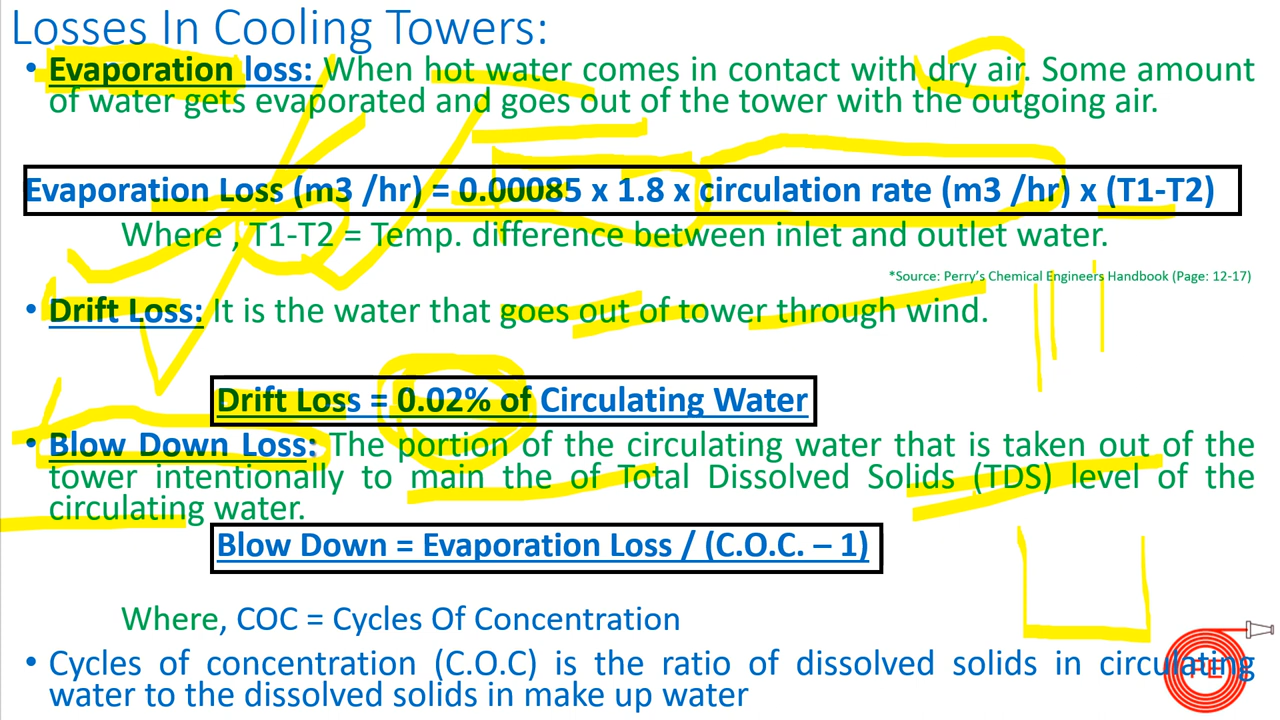 Losses In Cooling Towers:
• Evaporation loss: When hot water comes in contact with dry air. Some amount
of water gets evaporated and goes out of the tower with the outgoing air.
Evaporation Loss (m3 /hr) = 0.00085 x 1.8 x circulation rate (m3 /hr) x (T1-T2)
Where , T1-T2 = Temp. difference between inlet and outlet water.
*Source: Perry's Chemical Engineers Handbook (Page: 12-17)
• Drift Loss: It is the water that goes out of tower through wind.
Drift Loss = 0.02% of Circulating Water
• Blow Down Loss: The portion of the circulating water that is taken out of the
tower intentionally to main the of Total Dissolved Solids (TDS) level of the
circulating water.
Blow Down = Evaporation Loss / (C.O.C. – 1)
Where, COC = Cycles Of Concentration
• Cycles of concentration (C.O.C) is the ratio of dissolved solids in circulating
water to the dissolved solids in make up water